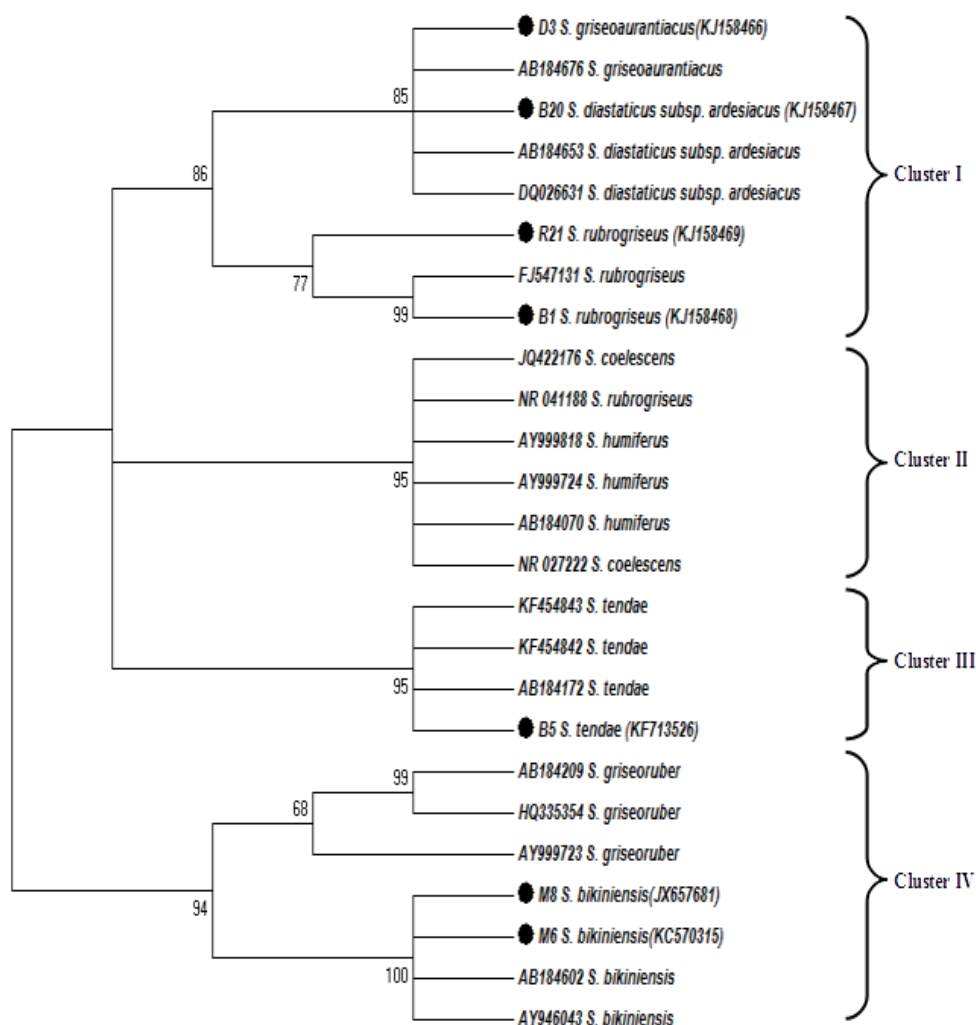 D3 S. griseoaurantiacus(KJ158466)
AB184676 S. griseoaurantiacus
85
B20 S. diastaticus subsp. ardesiacus (KJ158467)
AB184653 S. diastaticus subsp. ardesiacus
86
Cluster I
DQ026631 S. diastaticus subsp. ardesiacus
R21 S. rubrogriseus (KJ158469)
77
FJ547131 S. rubrogriseus
99
B1 S. rubrogriseus (KJ158468)
JQ422176 S. coelescens
NR 041188 S. rubrogriseus
AY999818 S. humiferus
Cluster II
95
AY999724 S. humiferus
AB184070 S. humiferus
NR 027222 S. coelescens
KF454843 S. tendae
KF454842 S. tendae
Cluster III
95
AB184172 S. tendae
B5 S. tendae (KF713526)
99
AB184209 S. griseoruber
68
HQ335354 S. griseoruber
AY999723 S. griseoruber
Cluster IV
94
M8 S. bikiniensis(JX657681)
M6 S. bikiniensis(KC570315)
100
AB184602 S. bikiniensis
AY946043 S. bikiniensis